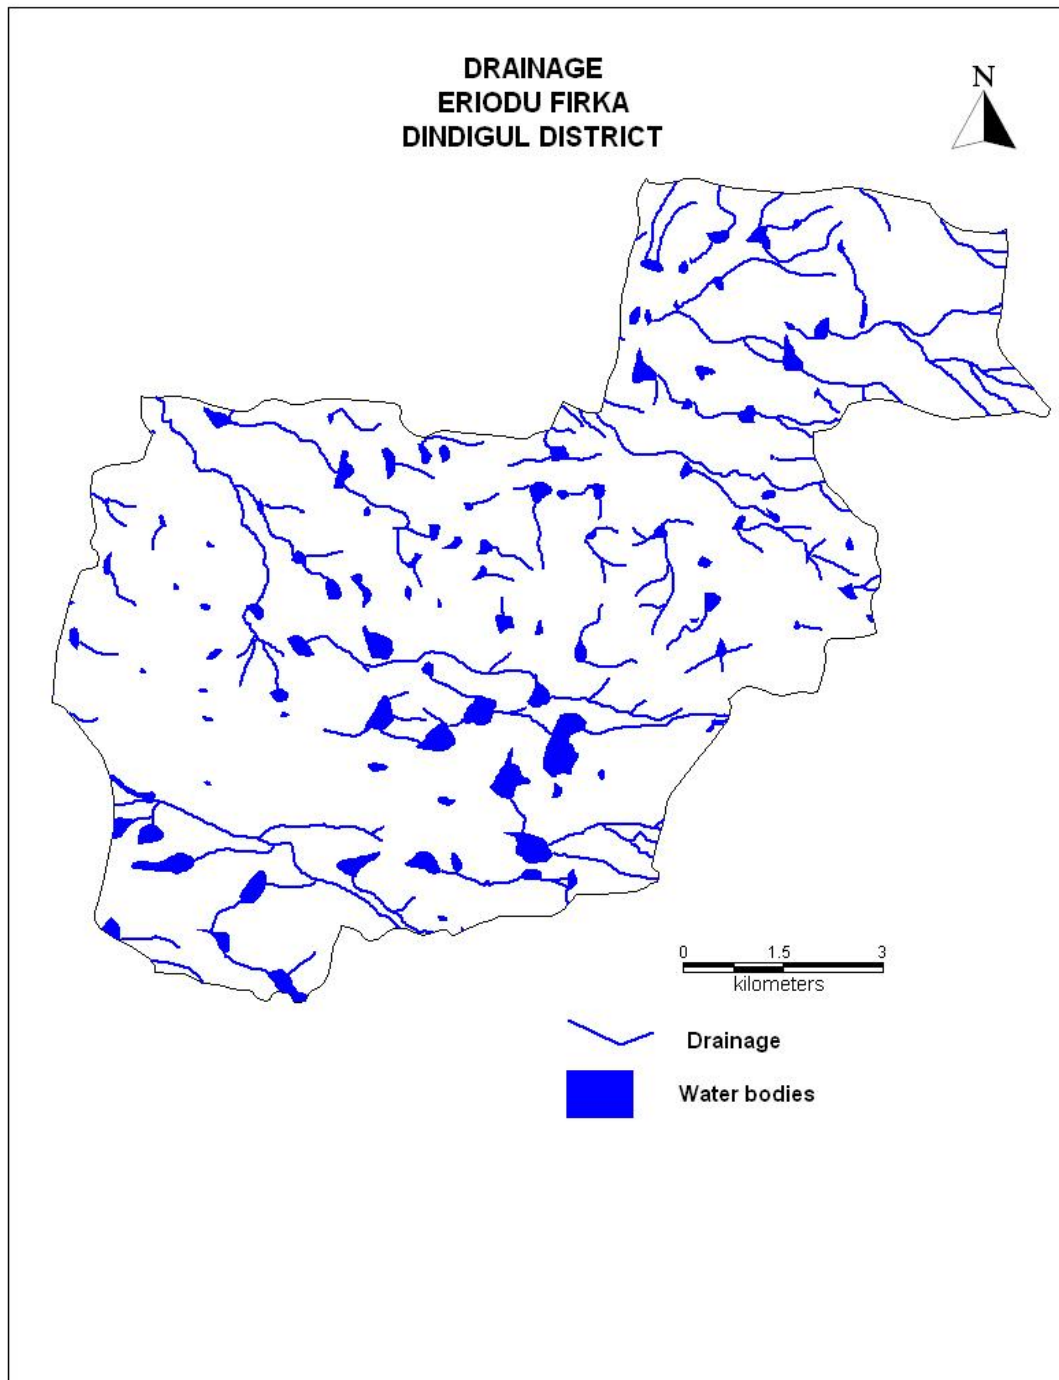 DRAINAGE
ERIODU FIRKA
DINDIGUL DISTRICT
N
0 1.5 3
kilometers
Drainage
Water bodies